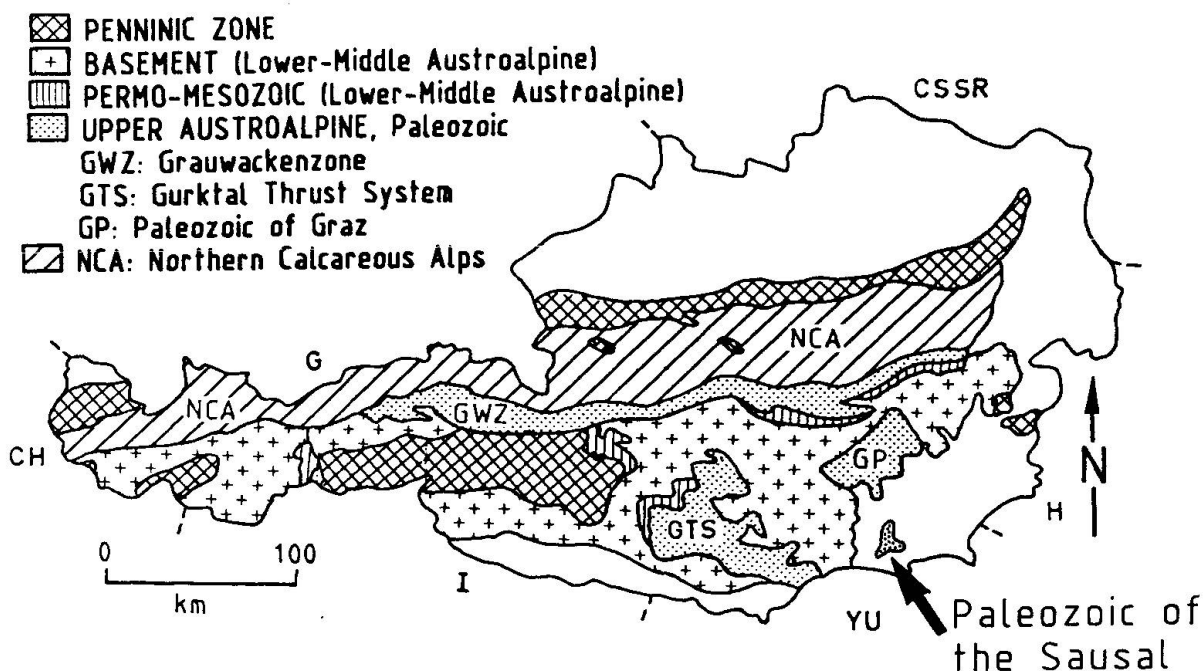 PENNINIC ZONE
BASEMENT (Lower-Middle Austroalpine)
PERMO-MESOZOIC (Lower-Middle Austroalpine)
UPPER AUSTROALPINE, Paleozoic
GWZ: Grauwackenzone
GTS: Gurktal Thrust System
GP: Paleozoic of Graz
NCA: Northern Calcareous Alps
CSSR
G
NCA
NCA
GWZ
CH
GP
N
H
GTS
0 100
km
I
YU
Paleozoic of
the Sausal